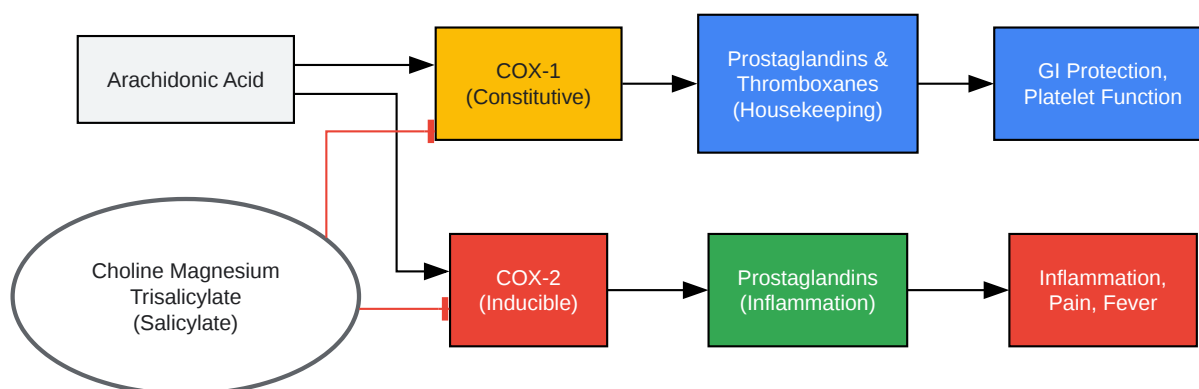 Arachidonic Acid
COX-1
(Constitutive)
Prostaglandins &
Thromboxanes
(Housekeeping)
GI Protection,
Platelet Function
Choline Magnesium
Trisalicylate
(Salicylate)
COX-2
(Inducible)
Prostaglandins
(Inflammation)
Inflammation,
Pain, Fever